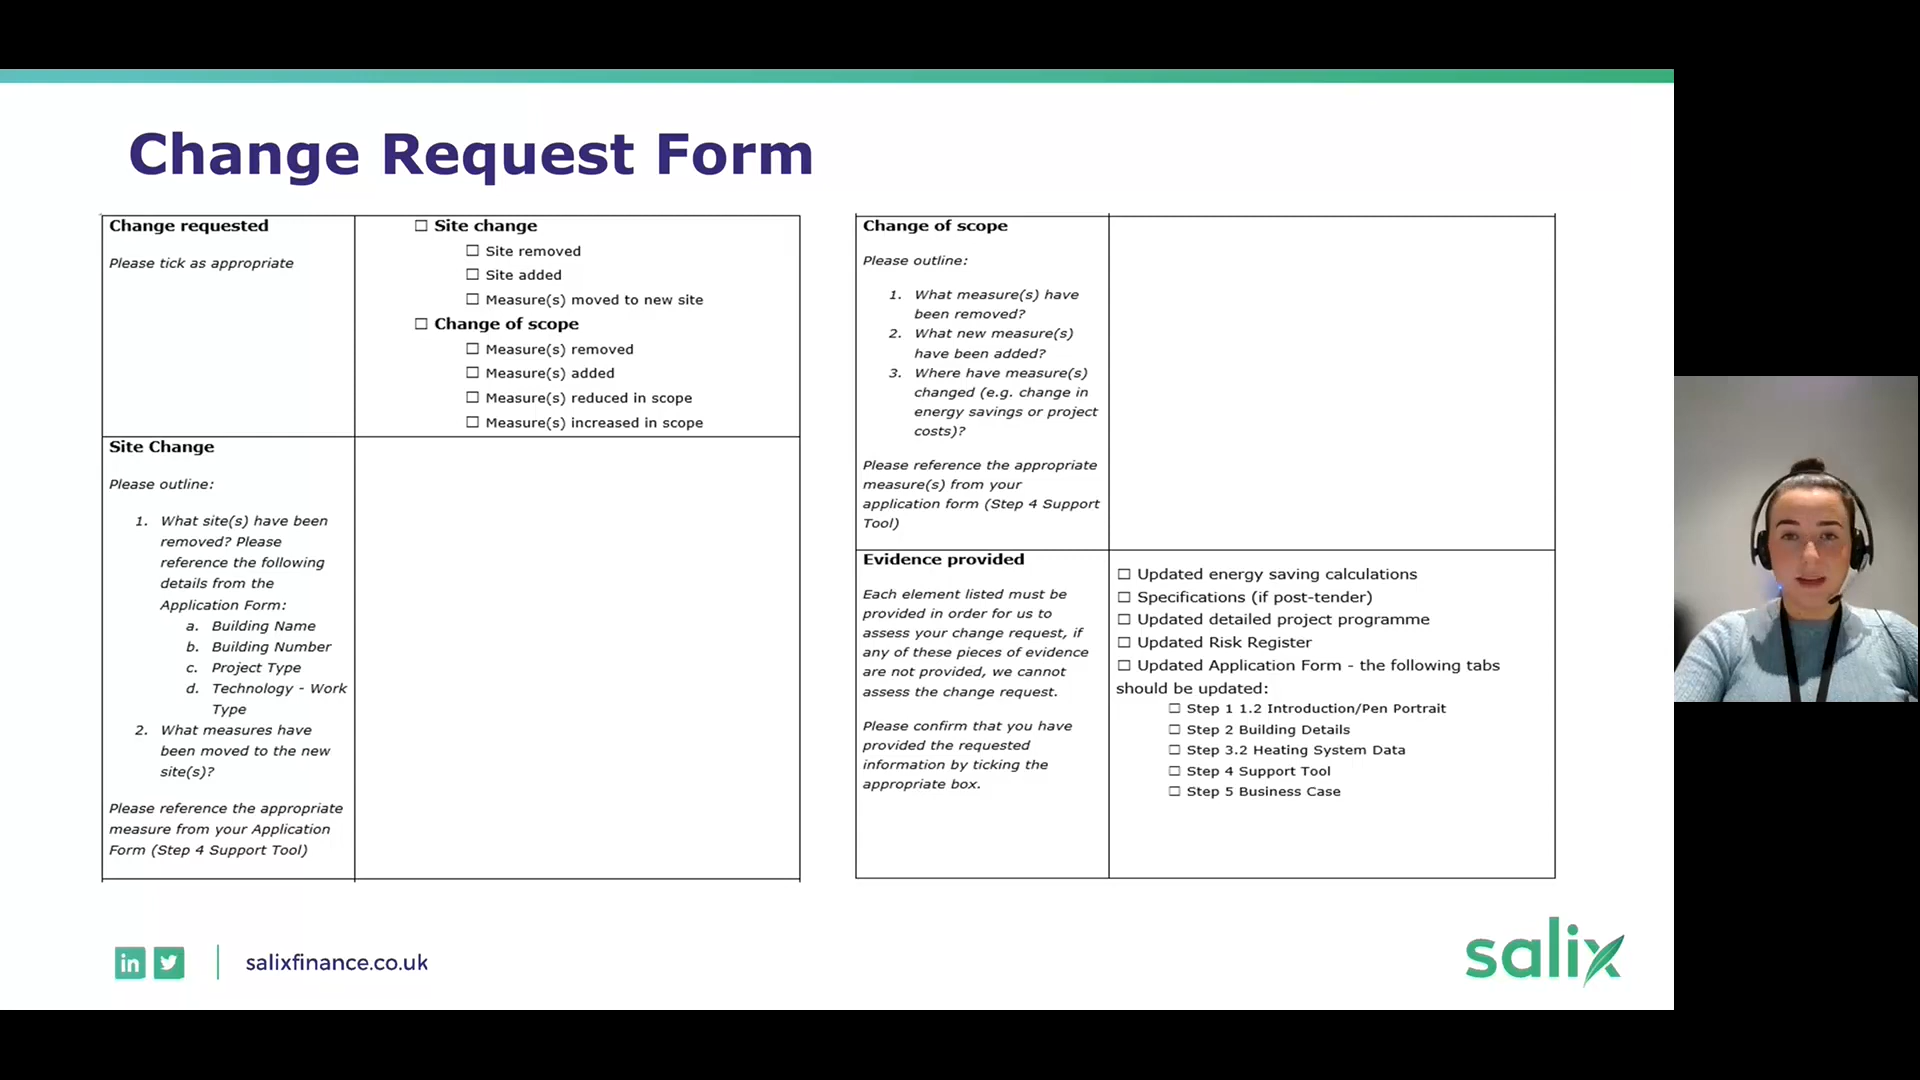 Change Request Form
Change requested
Please tick as appropriate
☐ Site change
☐ Site removed
☐ Site added
☐ Measure(s) moved to new site
☐ Change of scope
☐ Measure(s) removed
☐ Measure(s) added
☐ Measure(s) reduced in scope
☐ Measure(s) increased in scope
Site Change
Please outline:
1. What site(s) have been
removed? Please
reference the following
details from the
Application Form:
a. Building Name
b. Building Number
c. Project Type
d. Technology - Work
Type
2. What measures have
been moved to the new
site(s)?
Please reference the appropriate
measure from your Application
Form (Step 4 Support Tool)
Change of scope
Please outline:
1. What measure(s) have
been removed?
2. What new measure(s)
have been added?
3. Where have measure(s)
changed (e.g. change in
energy savings or project
costs)?
Please reference the appropriate
measure(s) from your
application form (Step 4 Support
Tool)
Evidence provided
Each element listed must be
provided in order for us to
assess your change request, if
any of these pieces of evidence
are not provided, we cannot
assess the change request.
Please confirm that you have
provided the requested
information by ticking the
appropriate box.
☐ Updated energy saving calculations
☐ Specifications (if post-tender)
☐ Updated detailed project programme
☐ Updated Risk Register
☐ Updated Application Form - the following tabs
should be updated:
☐ Step 1 1.2 Introduction/Pen Portrait
☐ Step 2 Building Details
☐ Step 3.2 Heating System Data
☐ Step 4 Support Tool
☐ Step 5 Business Case
in
salixfinance.co.uk
salix